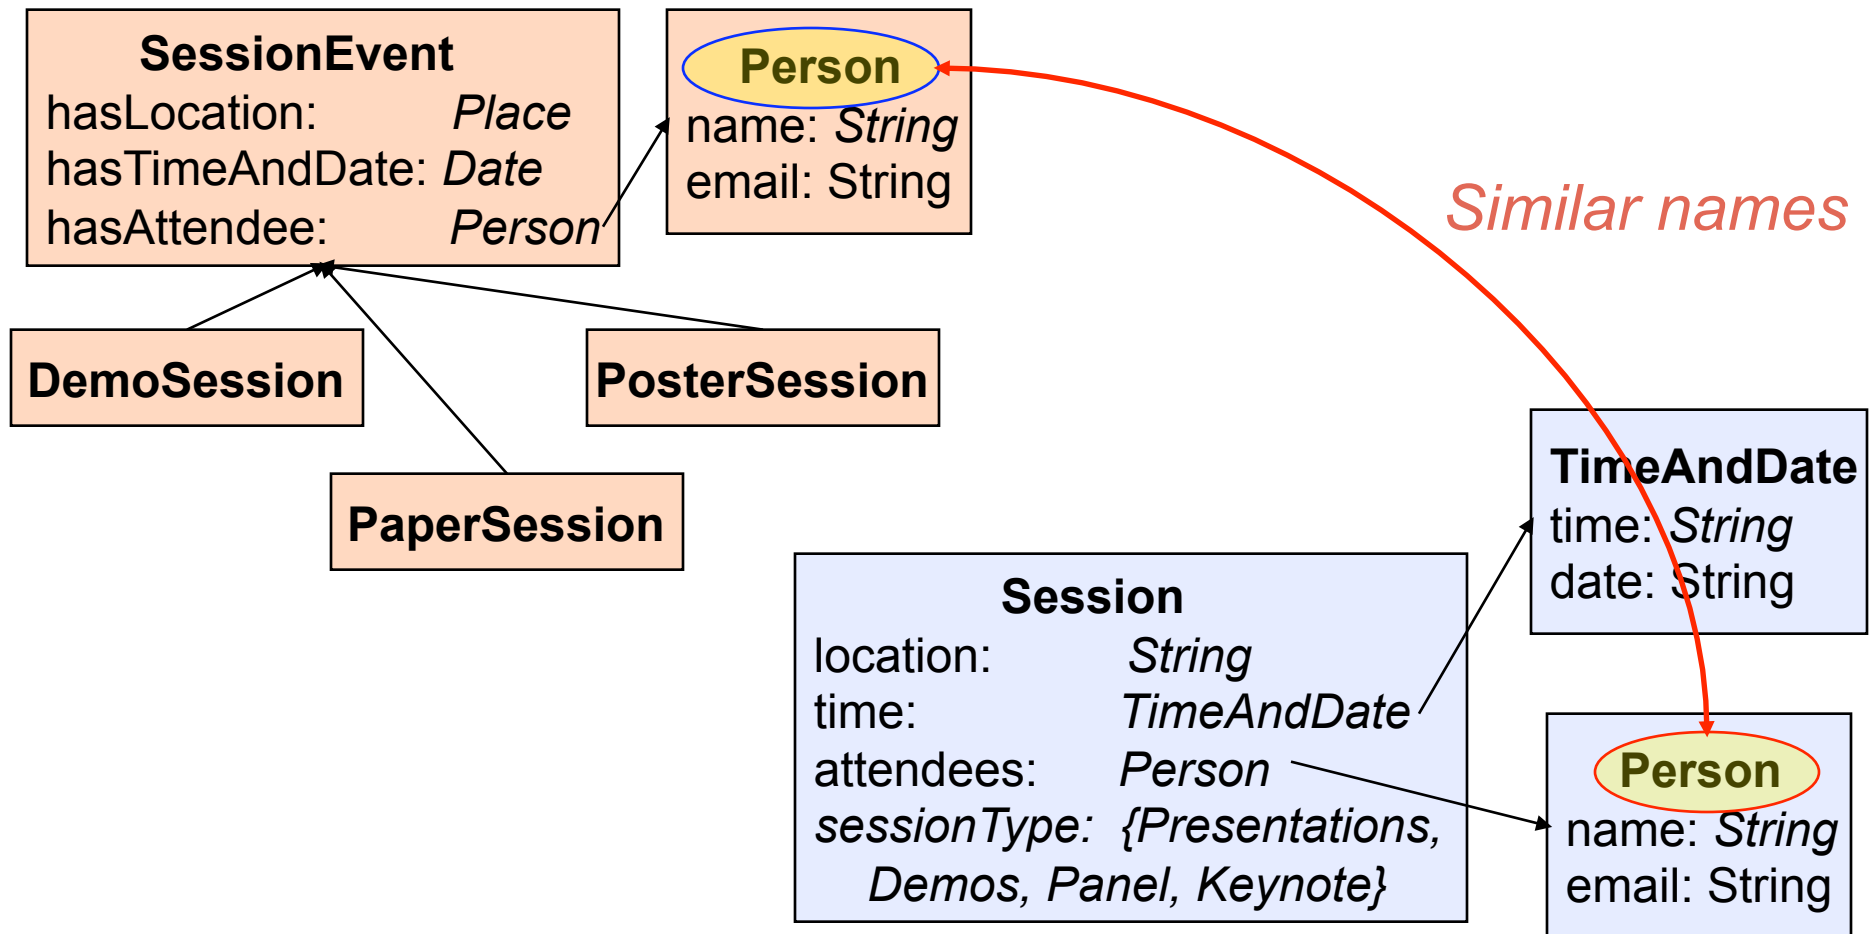 SessionEvent
hasLocation: Place
hasTimeAndDate: Date
hasAttendee: Person
Person
name: String
email: String
Similar names
DemoSession
PosterSession
PaperSession
TimeAndDate
time: String
date: String
Session
location: String
time: TimeAndDate
attendees: Person
sessionType: {Presentations,
Demos, Panel, Keynote}
Person
name: String
email: String